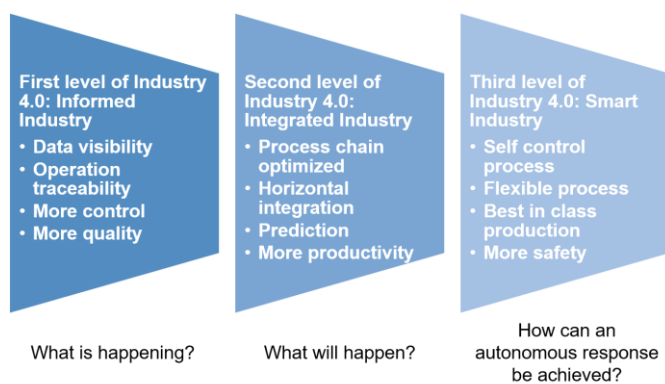 First level of Industry
4.0: Informed
Industry
• Data visibility
• Operation
traceability
• More control
• More quality
Second level of
Industry 4.0:
Integrated Industry
• Process chain
optimized
• Horizontal
integration
• Prediction
• More productivity
Third level of
Industry 4.0: Smart
Industry
• Self control
process
• Flexible process
• Best in class
production
• More safety
What is happening?
What will happen?
How can an
autonomous response
be achieved?